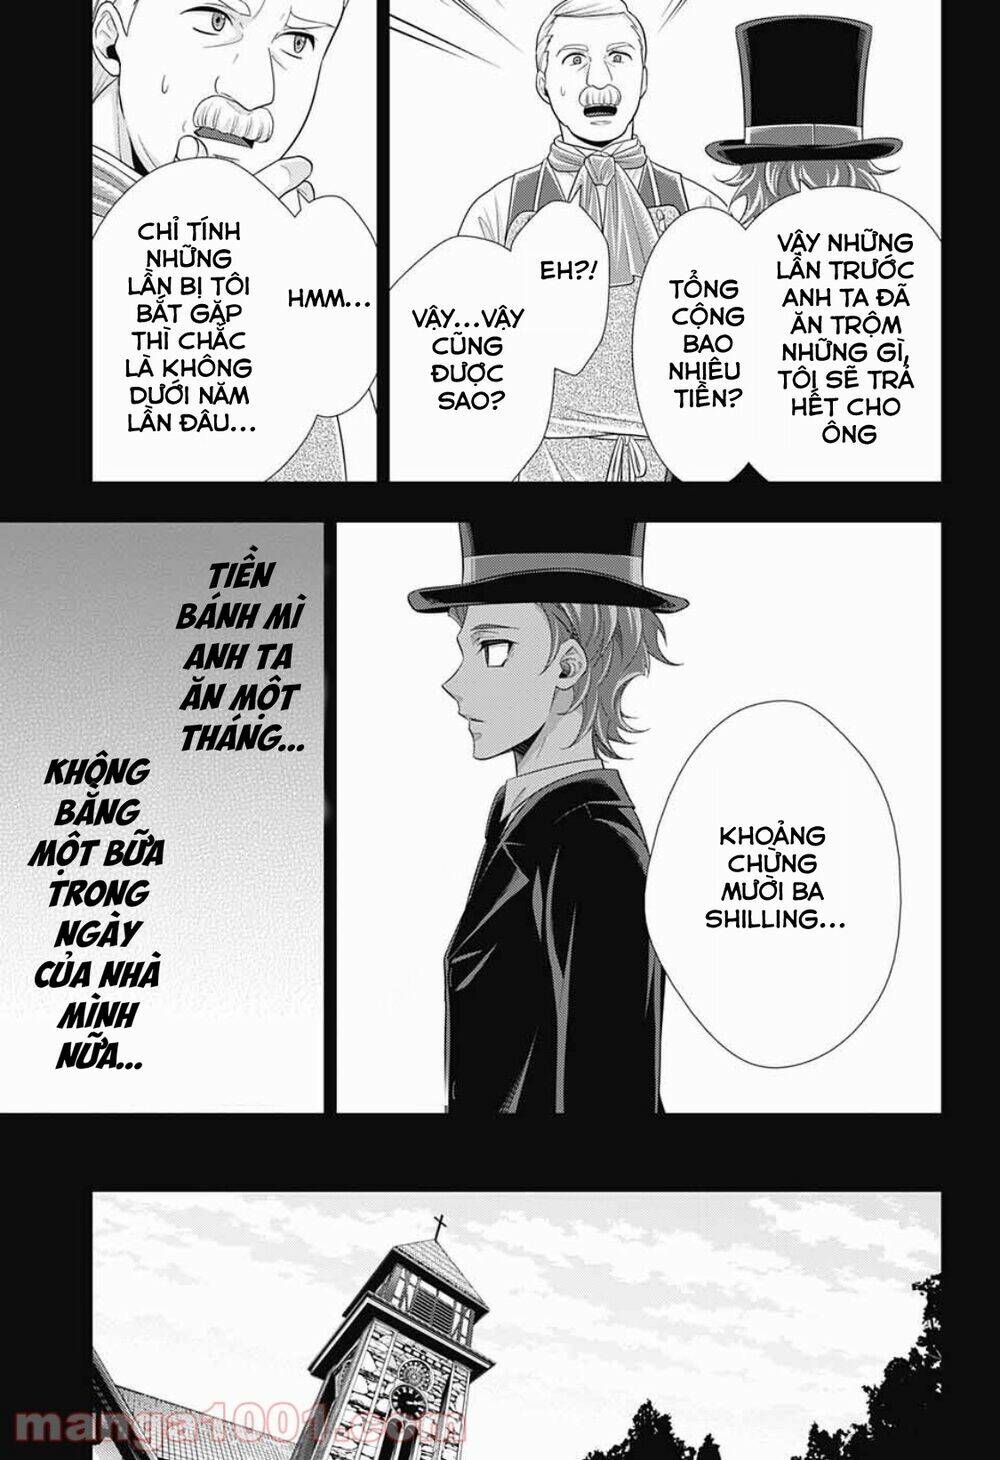 VẬY NHỮNG
LẦN TRƯỚC
ANH TA ĐÃ
ĂN TRỘM
NHỮNG GÌ,
TÔI SẼ TRẢ
HẾT CHO
ÔNG
TỔNG
CỘNG
BAO
NHIÊU
TIỀN?
EH?!
VẬY...VẬY
CŨNG
ĐƯỢC
SAO?
HMM...
CHỈ TÍNH
NHỮNG
LẦN BỊ TÔI
BẮT GẶP
THÌ CHẮC
LÀ KHÔNG
DƯỚI NĂM
LẦN ĐÂU...
KHOẢNG
CHỪNG
MƯỜI BA
SHILLING...
TIỀN
BÁNH MÌ
ANH TA
ĂN MỘT
THÁNG...
KHÔNG
BẰNG
MỘT BỮA
TRONG
NGÀY
CỦA NHÀ
MÌNH
NỮA...
manga1001.com